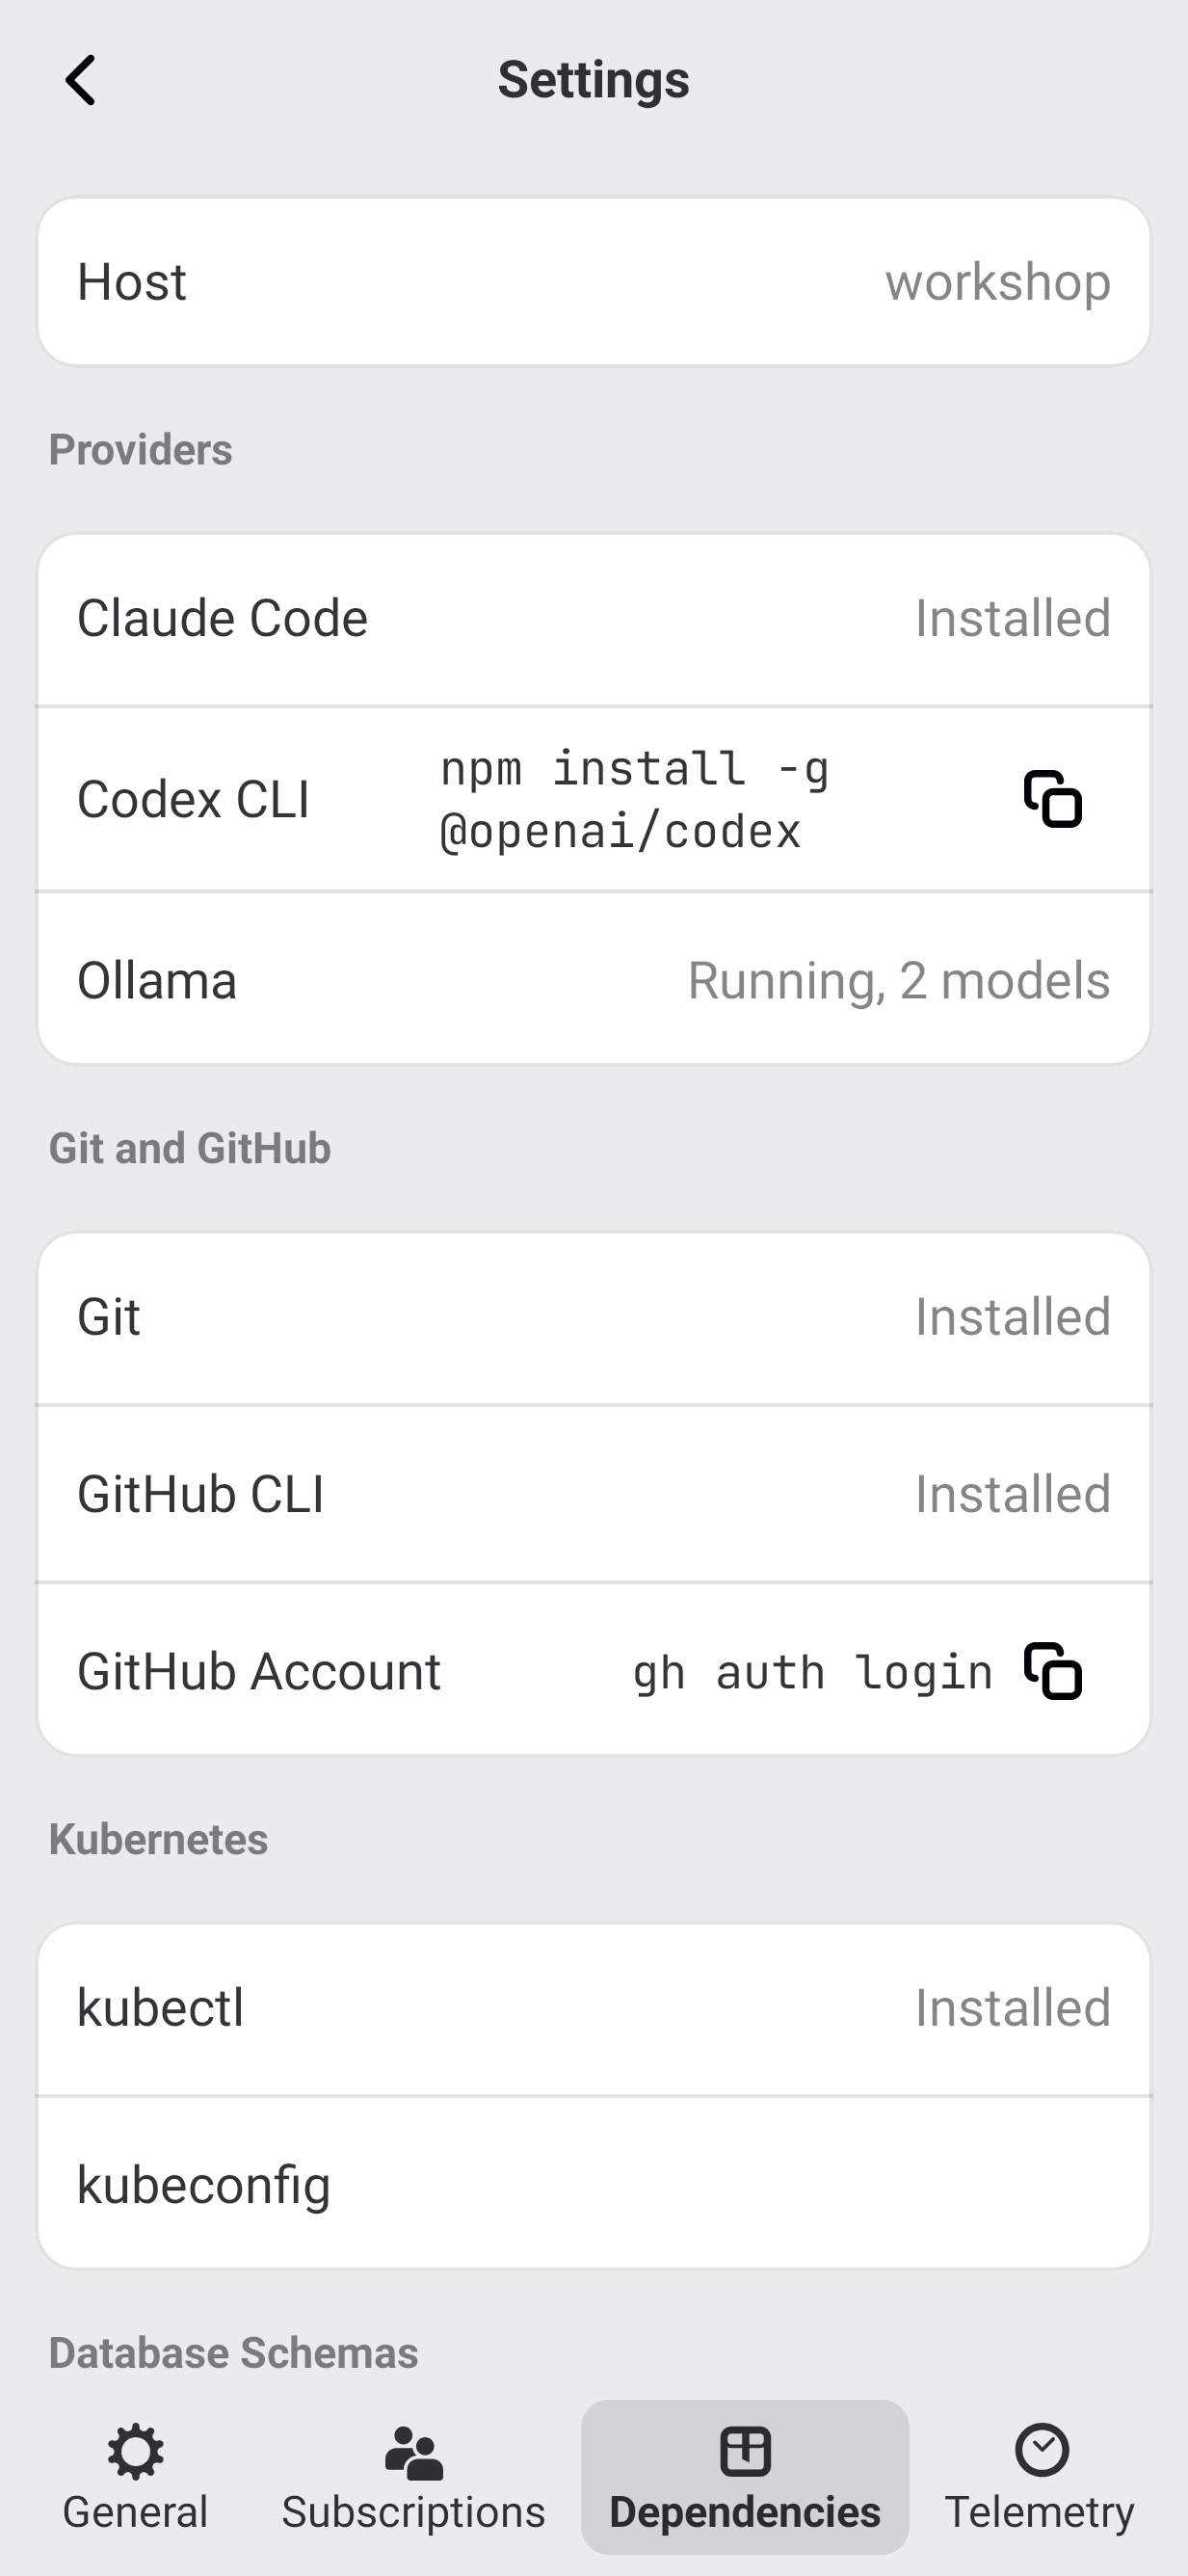 Settings
Host workshop
Providers
Claude Code Installed
Codex CLI npm install -g
@openai/codex
Ollama Running, 2 models
Git and GitHub
Git Installed
GitHub CLI Installed
GitHub Account gh auth login
Kubernetes
kubectl Installed
kubeconfig
Database Schemas
General Subscriptions Dependencies Telemetry